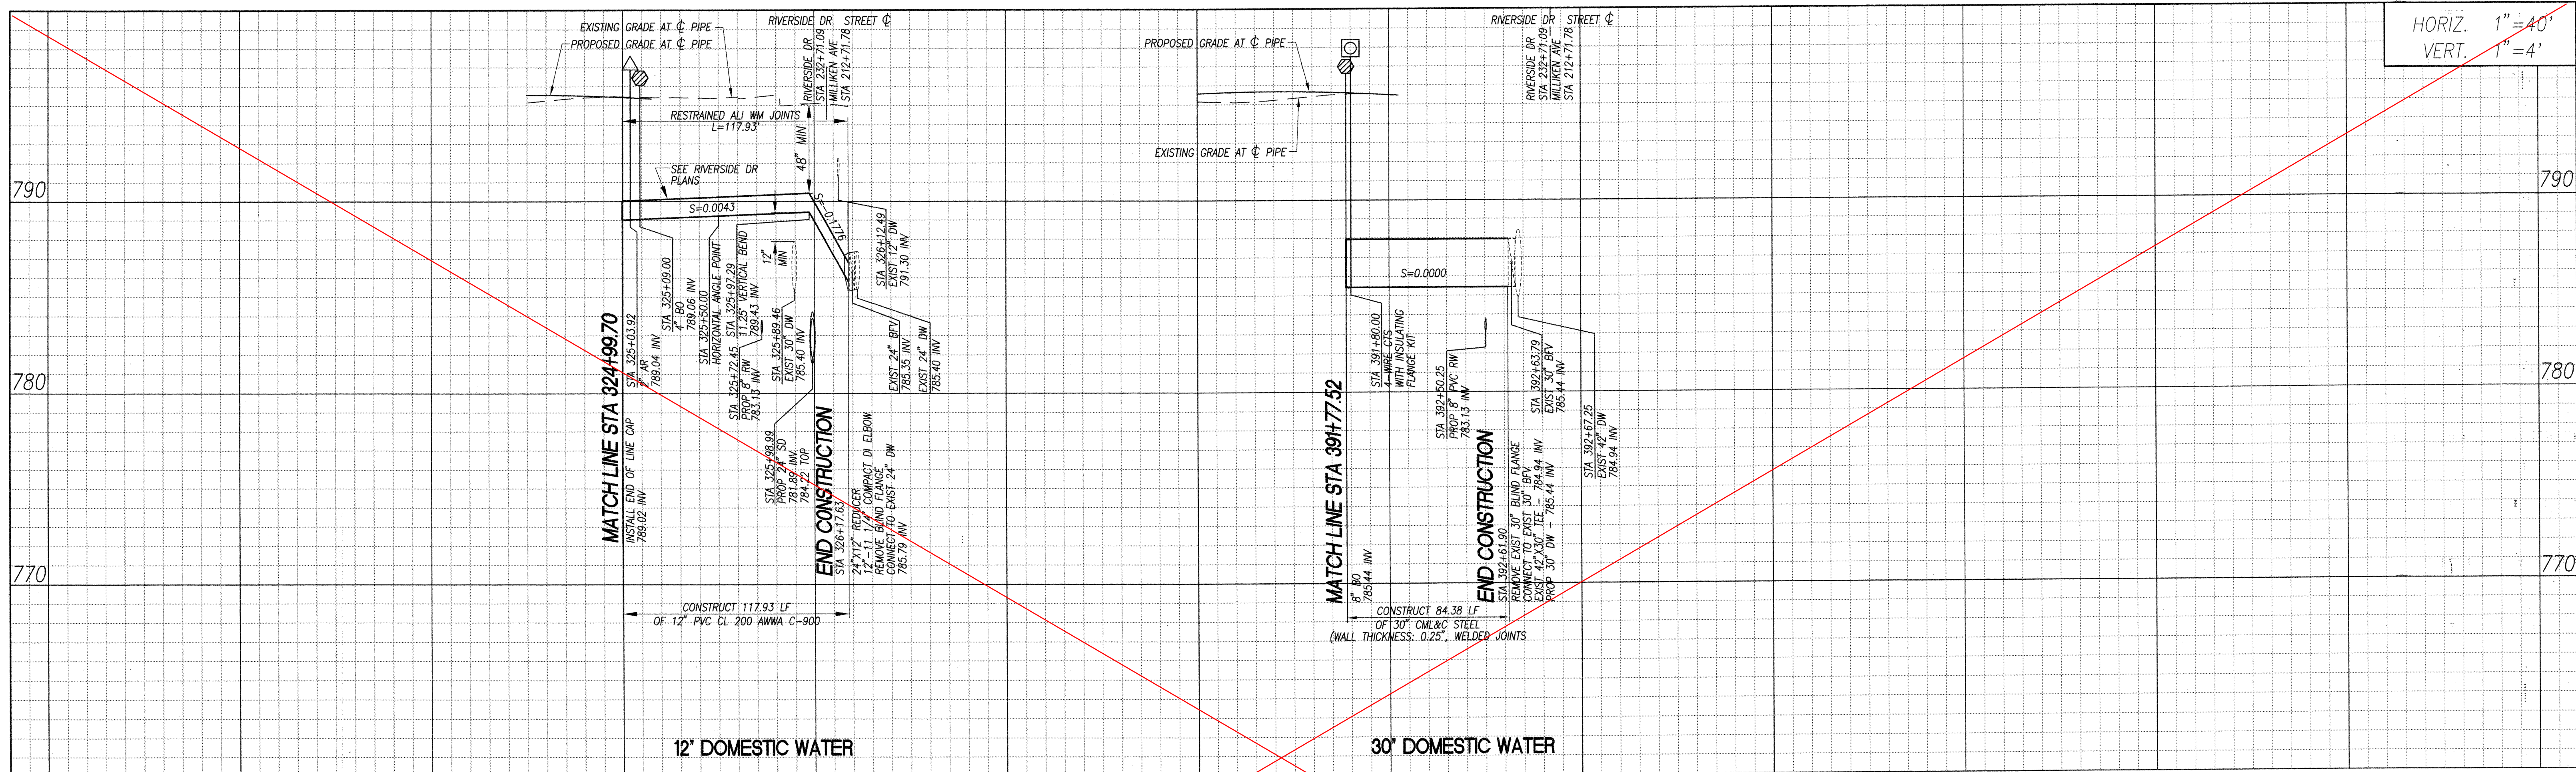 HORIZ. 1"=40'
VERT. 1"=4'
EXISTING GRADE AT ℄ PIPE
PROPOSED GRADE AT ℄ PIPE
RIVERSIDE DR STREET ℄
RIVERSIDE DR
STA 232+71.09
MILLIKEN AVE
STA 212+71.78
RESTRAINED ALl WM JOINTS
L=117.93'
48" MIN
SEE RIVERSIDE DR
PLANS
S=0.0043
S=-0.1776
12"
MIN
790
780
770
MATCH LINE STA 324+99.70
INSTALL END OF LINE CAP
789.02 INV
STA 325+03.92
2" AR
789.04 INV
STA 325+09.00
4" BO
789.06 INV
STA 325+50.00
HORIZONTAL ANGLE POINT
STA 325+72.45
PROP 8" RW
783.13 INV
STA 325+97.29
11.25° VERTICAL BEND
789.43 INV
STA 325+89.46
EXIST 30" DW
785.40 INV
STA 325+98.99
PROP 24" SD
781.89 INV
784.22 TOP
END CONSTRUCTION
STA 326+17.63
24"X12" REDUCER
12"-11 1/4° COMPACT DI ELBOW
REMOVE BLIND FLANGE
CONNECT TO EXIST 24" DW
785.79 INV
STA 326+12.49
EXIST 12" DW
791.30 INV
EXIST 24" BFV
785.35 INV
EXIST 24" DW
785.40 INV
CONSTRUCT 117.93 LF
OF 12" PVC CL 200 AWWA C-900
12" DOMESTIC WATER
PROPOSED GRADE AT ℄ PIPE
EXISTING GRADE AT ℄ PIPE
RIVERSIDE DR STREET ℄
RIVERSIDE DR
STA 232+71.09
MILLIKEN AVE
STA 212+71.78
S=0.0000
MATCH LINE STA 391+77.52
8" BO
785.44 INV
STA 391+80.00
4-WIRE CTS
WITH INSULATING
FLANGE KIT
STA 392+50.25
PROP 8" PVC RW
783.13 INV
END CONSTRUCTION
STA 392+61.90
REMOVE EXIST 30" BLIND FLANGE
CONNECT TO EXIST 30" BFV
EXIST 42"X30" TEE - 784.94 INV
PROP 30" DW - 785.44 INV
STA 392+63.79
EXIST 30" BFV
785.44 INV
STA 392+67.25
EXIST 42" DW
784.94 INV
CONSTRUCT 84.38 LF
OF 30" CML&C STEEL
(WALL THICKNESS: 0.25", WELDED JOINTS
30" DOMESTIC WATER
790
780
770